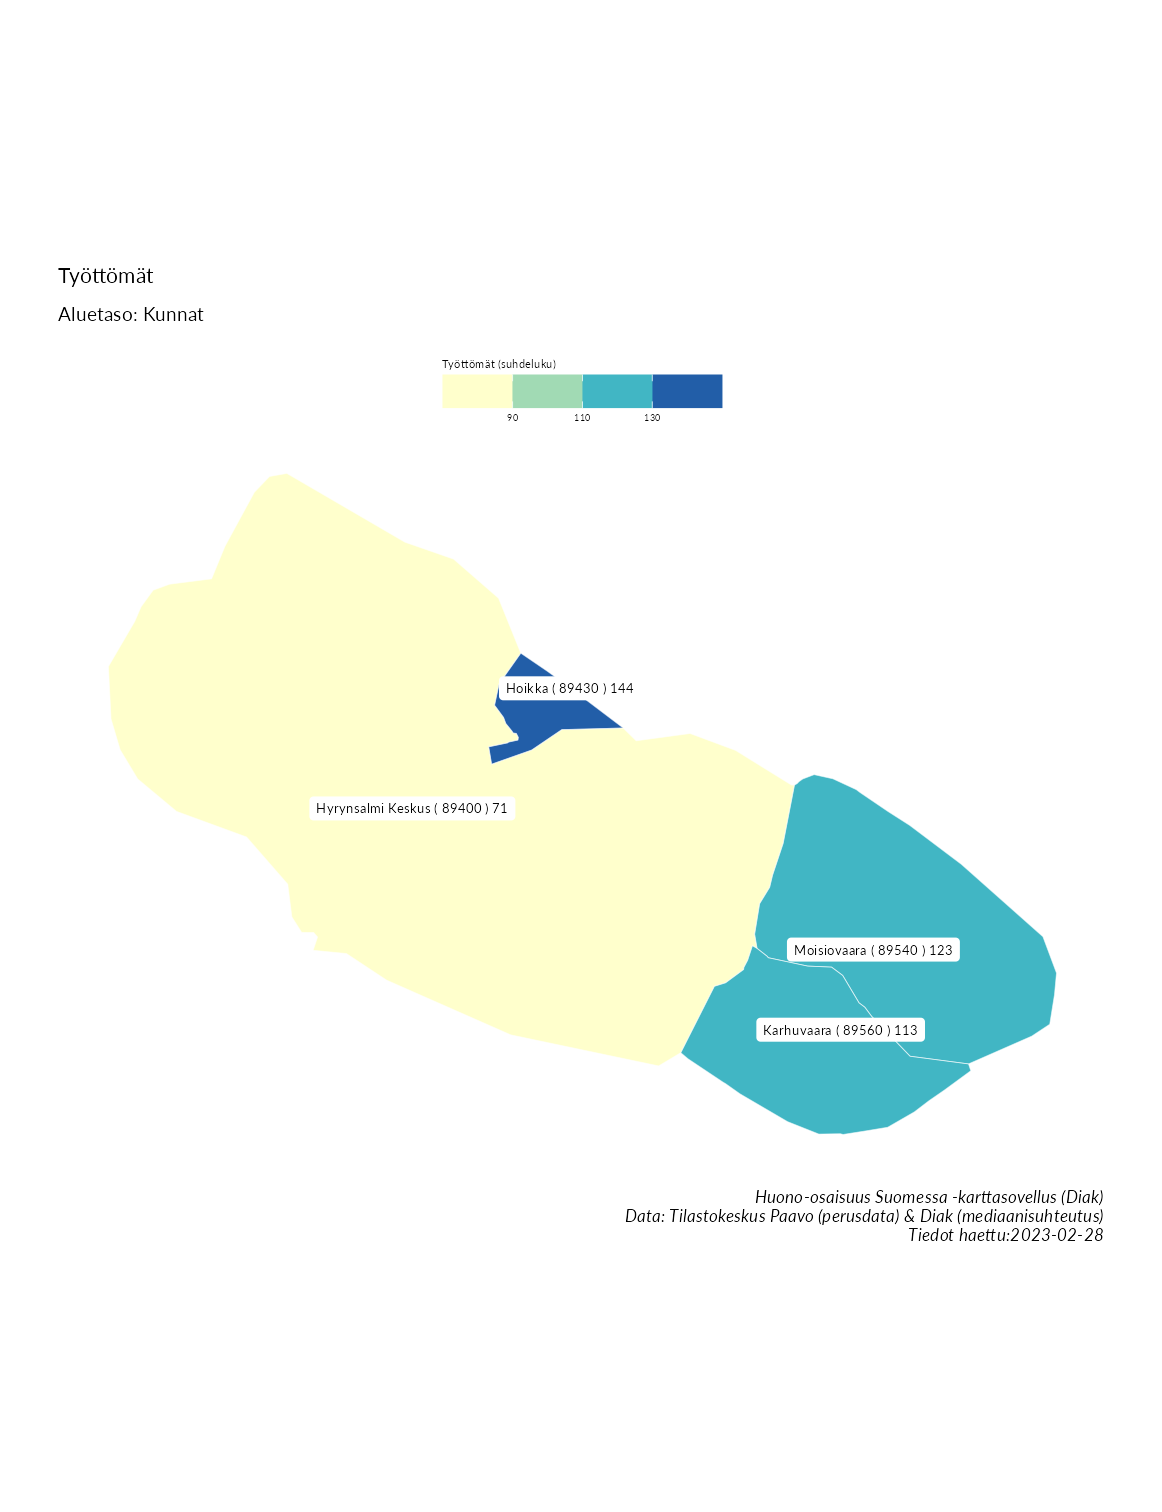 Työttömät
Aluetaso: Kunnat
Työttömät (suhdeluku)
90 110 130
Hoikka ( 89430 ) 144
Hyrynsalmi Keskus ( 89400 ) 71
Moisiovaara ( 89540 ) 123
Karhuvaara ( 89560 ) 113
Huono-osaisuus Suomessa -karttasovellus (Diak)
Data: Tilastokeskus Paavo (perusdata) & Diak (mediaanisuhteutus)
Tiedot haettu:2023-02-28